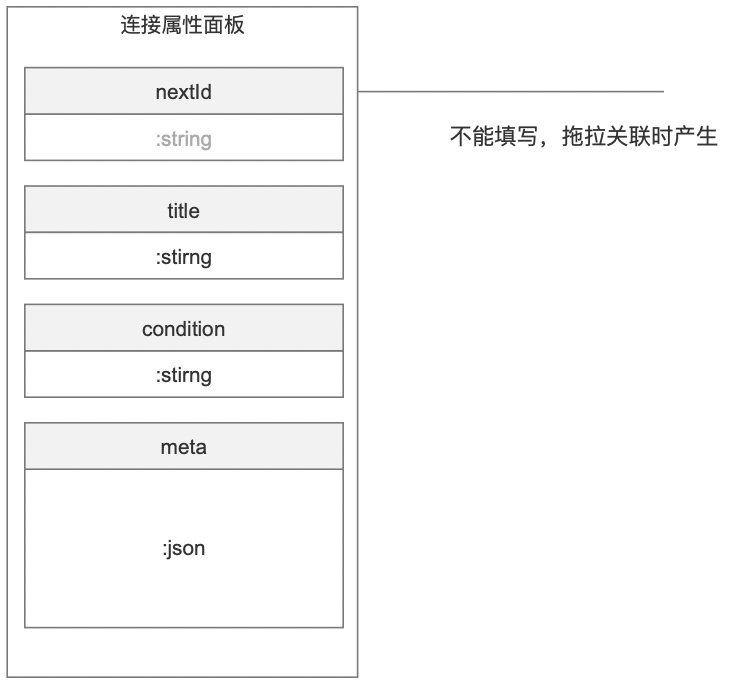 连接属性面板
nextId
:string
不能填写，拖拉关联时产生
title
:stirng
condition
:stirng
meta
:json